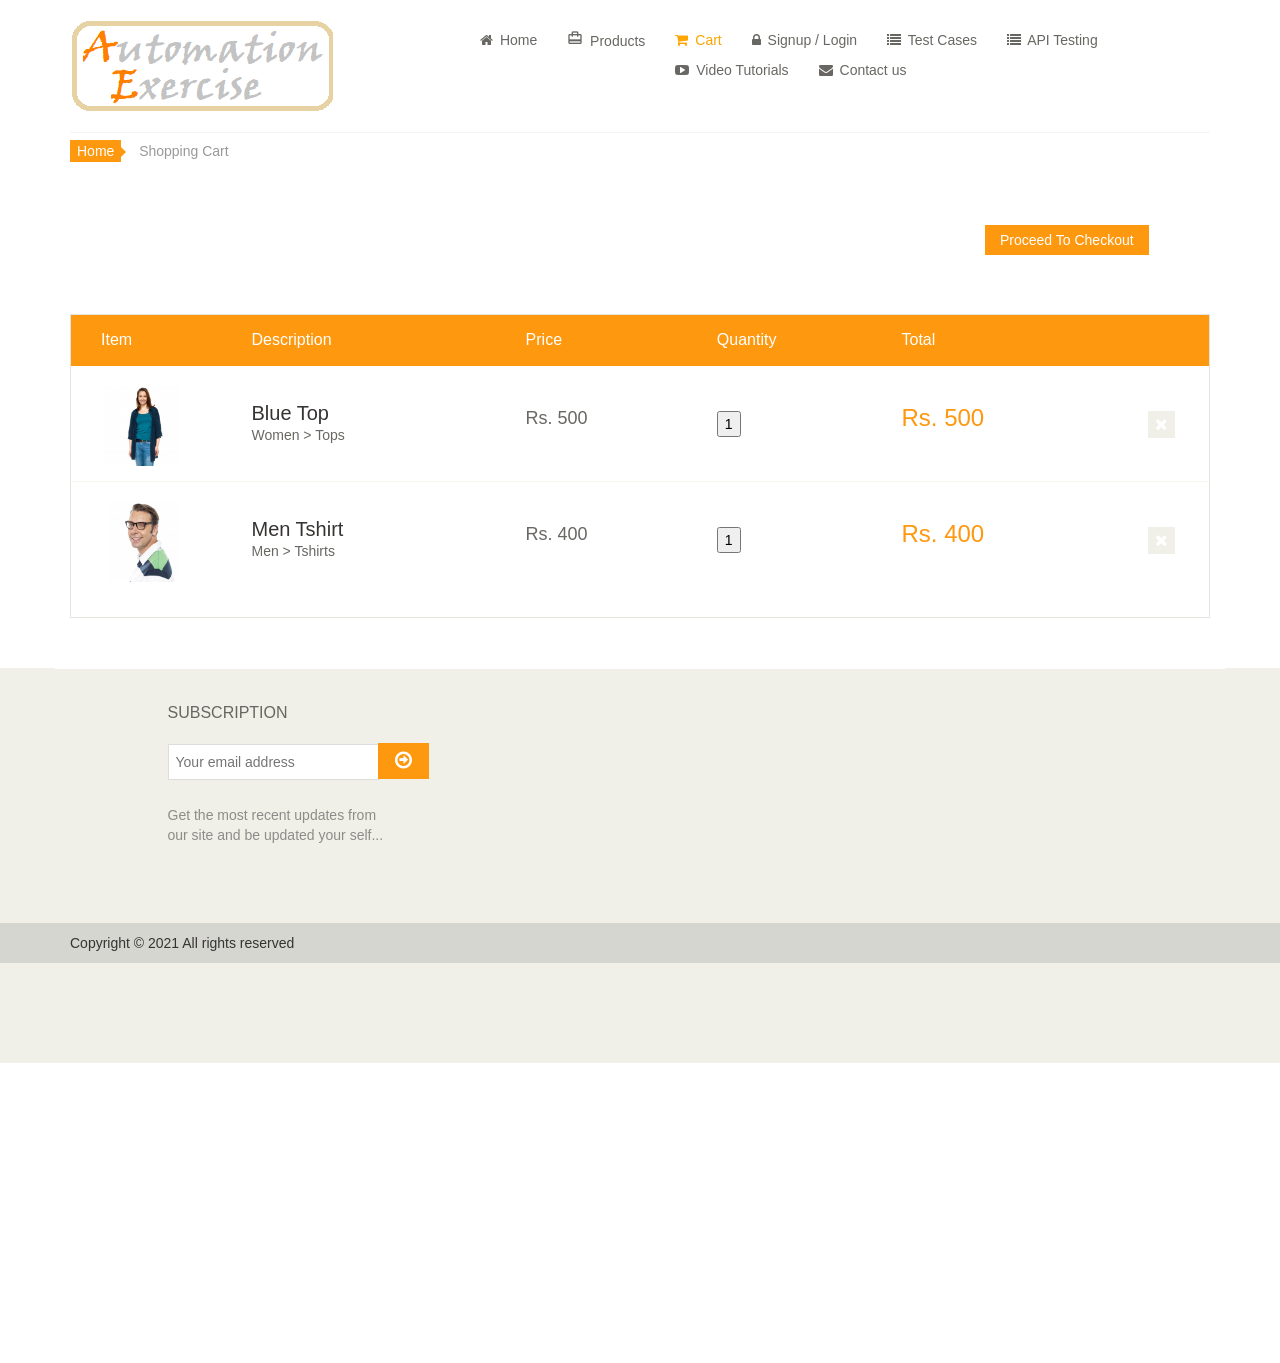 Automation
Exercise
Home Products Cart Signup / Login Test Cases API Testing
Video Tutorials Contact us
Home Shopping Cart
Proceed To Checkout
Item Description Price Quantity Total
Blue Top
Women > Tops
Rs. 500 1 Rs. 500
Men Tshirt
Men > Tshirts
Rs. 400 1 Rs. 400
SUBSCRIPTION
Your email address
Get the most recent updates from
our site and be updated your self...
Copyright © 2021 All rights reserved